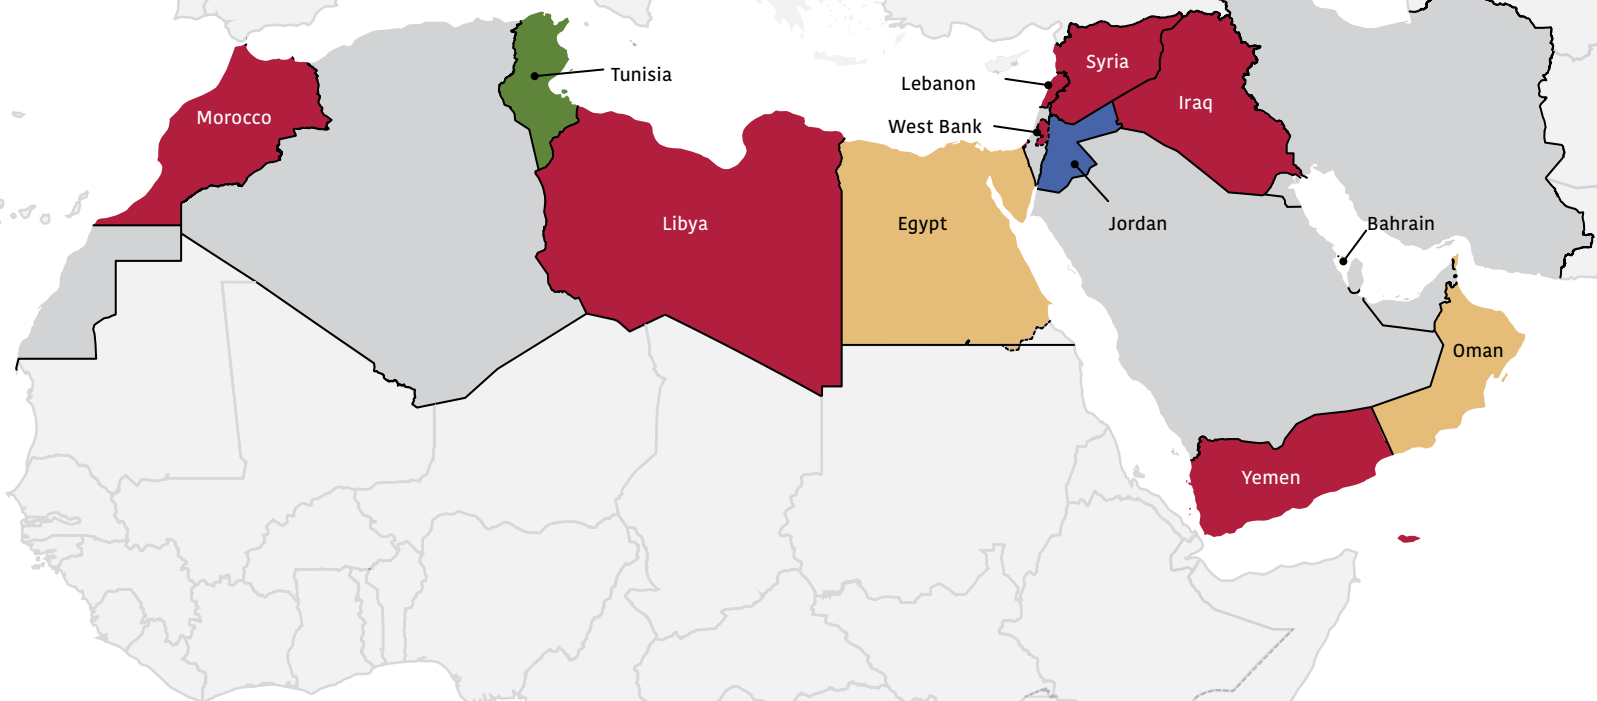 Syria
Tunisia
Lebanon
Iraq
Morocco
West Bank
Libya
Egypt
Jordan
Bahrain
Oman
Yemen